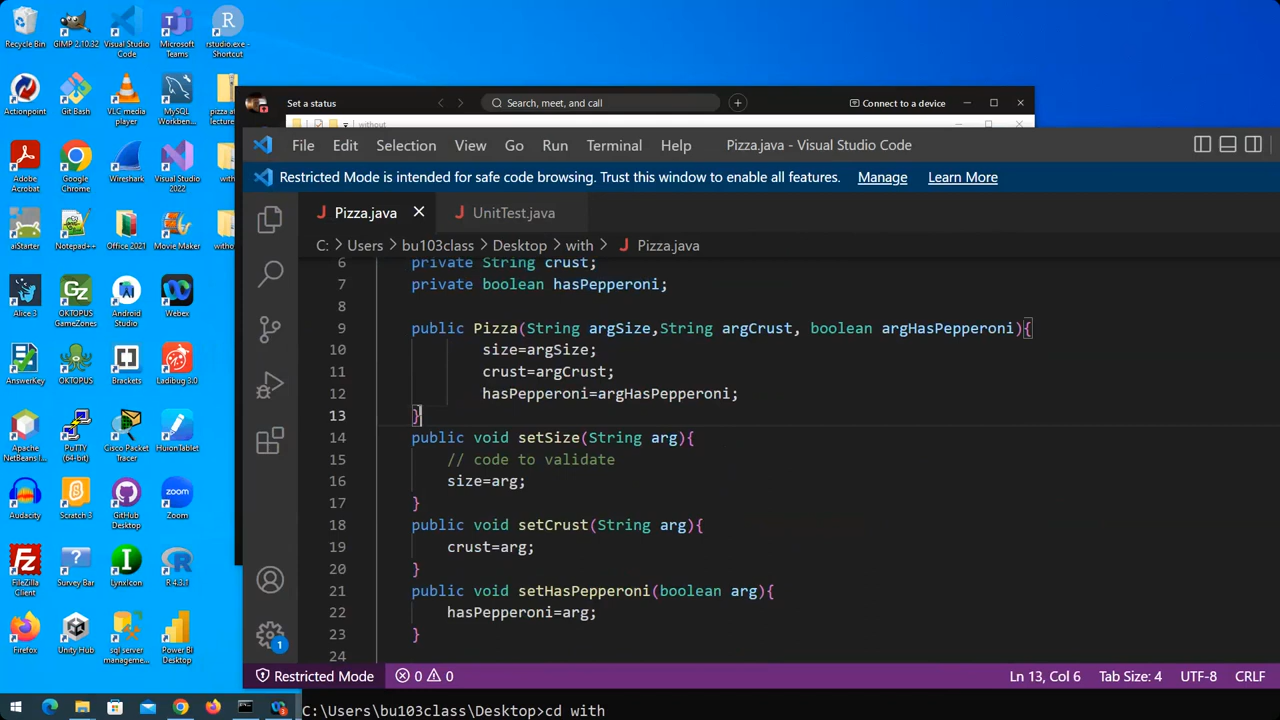 Recycle Bin
GIMP 2.10.32
Visual Studio Code
Microsoft Teams
rstudio.exe - Shortcut
Actionpoint
Git Bash
VLC media player
MySQL Workben...
Adobe Acrobat
Google Chrome
Wireshark
Visual Studio 2022
aiStarter
Notepad++
Office 2021
Movie Maker
Alice 3
OKTOPUS GameZones
Android Studio
Webex
AnswerKey
OKTOPUS
Brackets
Ladibug 3.0
Apache NetBeans I...
PuTTY (64-bit)
Cisco Packet Tracer
HuionTablet
Audacity
Scratch 3
GitHub Desktop
Zoom
FileZilla Client
Survey Bar
LynxIcon
R 4.3.1
Firefox
Unity Hub
sql server manageme...
Power BI Desktop
Set a status
Search, meet, and call
Connect to a device
without
File Edit Selection View Go Run Terminal Help
Pizza.java - Visual Studio Code
Restricted Mode is intended for safe code browsing. Trust this window to enable all features. Manage Learn More
Pizza.java
UnitTest.java
C: > Users > bu103class > Desktop > with > Pizza.java
6 private String crust;
7 private boolean hasPepperoni;
8
9 public Pizza(String argSize,String argCrust, boolean argHasPepperoni){
10 size=argSize;
11 crust=argCrust;
12 hasPepperoni=argHasPepperoni;
13 }
14 public void setSize(String arg){
15 // code to validate
16 size=arg;
17 }
18 public void setCrust(String arg){
19 crust=arg;
20 }
21 public void setHasPepperoni(boolean arg){
22 hasPepperoni=arg;
23 }
24
1
Restricted Mode 0 0 Ln 13, Col 6 Tab Size: 4 UTF-8 CRLF
C:\Users\bu103class\Desktop>cd with